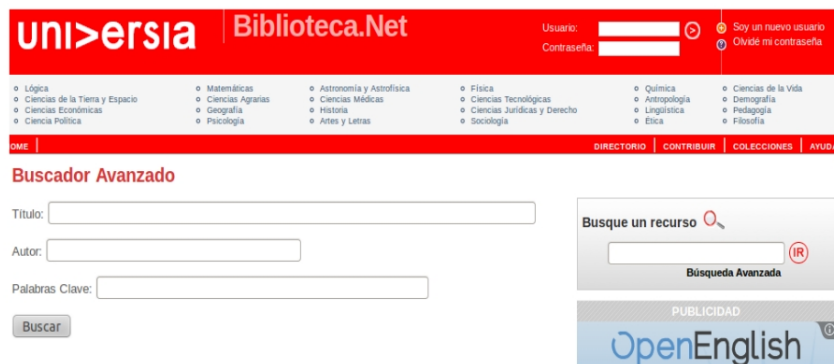 uni>ersia
Biblioteca.Net
Usuario:
Contraseña:
Soy un nuevo usuario
Olvidé mi contraseña
Lógica
Ciencias de la Tierra y Espacio
Ciencias Económicas
Ciencia Política
Matemáticas
Ciencias Agrarias
Geografía
Psicología
Astronomía y Astrofísica
Ciencias Médicas
Historia
Artes y Letras
Física
Ciencias Tecnológicas
Ciencias Jurídicas y Derecho
Sociología
Química
Antropología
Lingüística
Ética
Ciencias de la Vida
Demografía
Pedagogía
Filosofía
OME
DIRECTORIO
CONTRIBUIR
COLECCIONES
AYUDA
Buscador Avanzado
Título:
Autor:
Palabras Clave:
Buscar
Busque un recurso
IR
Búsqueda Avanzada
PUBLICIDAD
OpenEnglish